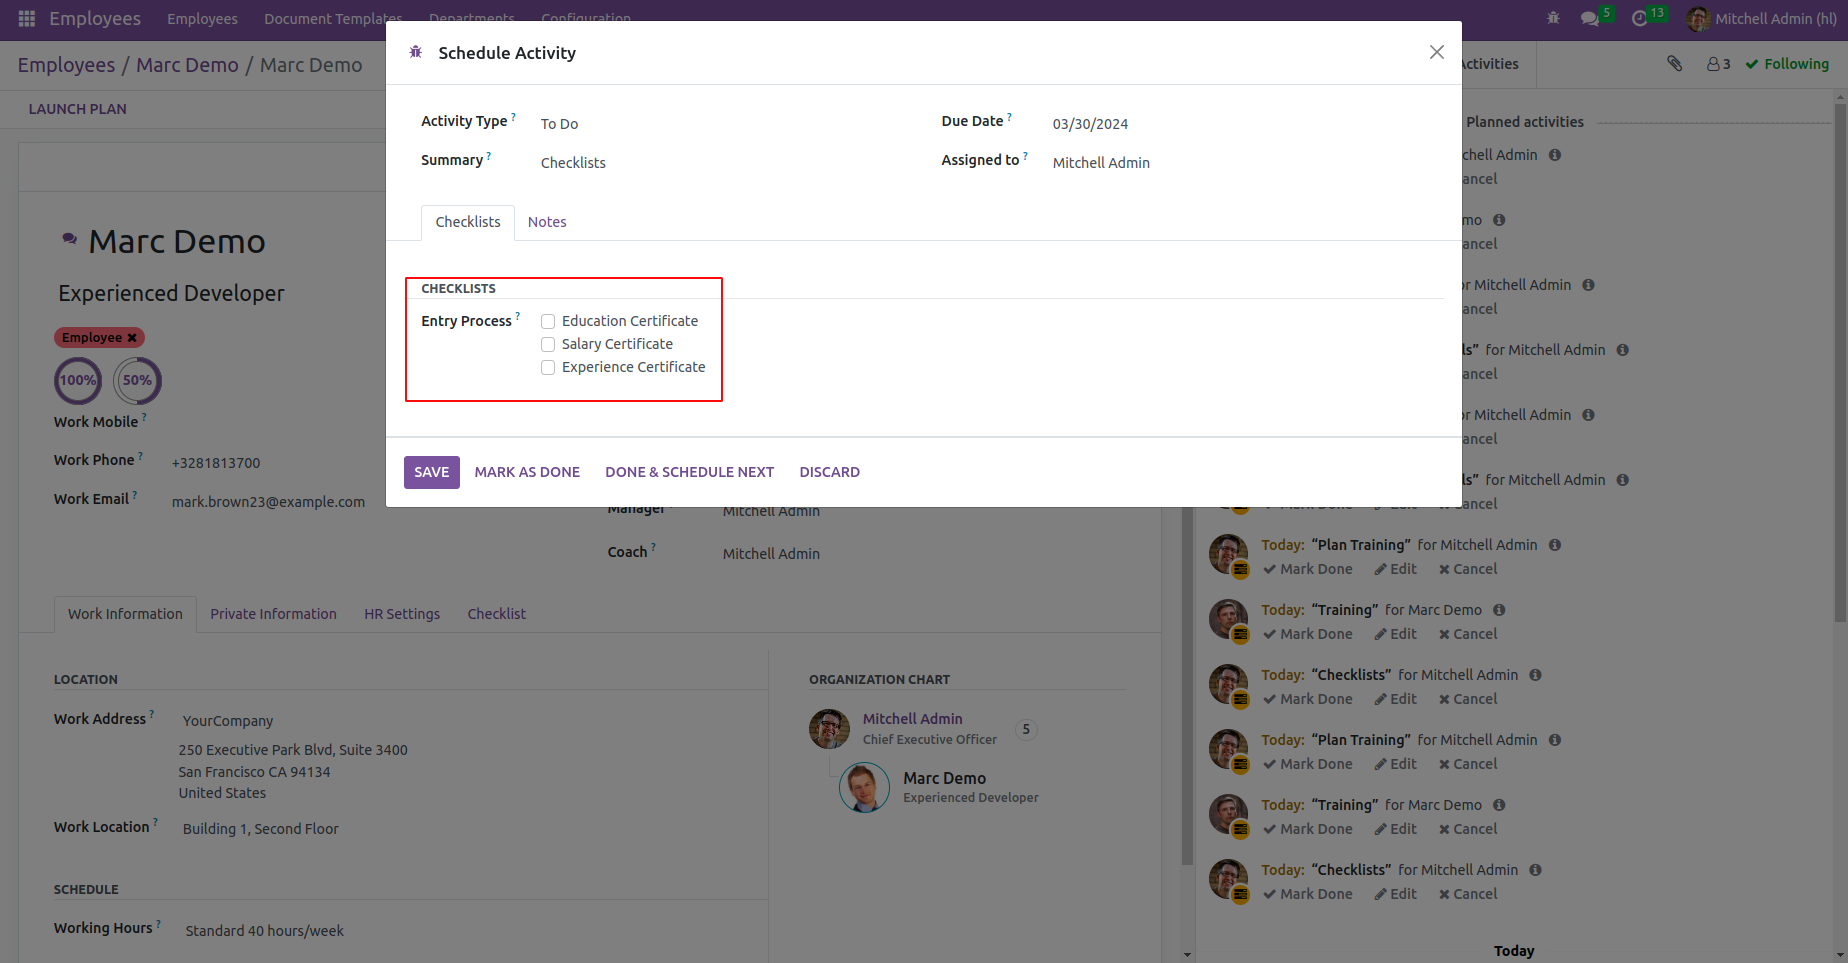 Employees Employees Document Templates Departments Configuration 5 13 Mitchell Admin (hl)
Employees / Marc Demo / Marc Demo
Activities 3 Following
LAUNCH PLAN
Schedule Activity
Activity Type ? To Do Due Date ? 03/30/2024
Summary ? Checklists Assigned to ? Mitchell Admin
Checklists Notes
CHECKLISTS
Entry Process ? Education Certificate
Salary Certificate
Experience Certificate
SAVE MARK AS DONE DONE & SCHEDULE NEXT DISCARD
Marc Demo
Experienced Developer
Employee
100% 50%
Work Mobile ?
Work Phone ? +3281813700
Work Email ? mark.brown23@example.com
Manager Mitchell Admin
Coach ? Mitchell Admin
Work Information Private Information HR Settings Checklist
LOCATION
Work Address ? YourCompany
250 Executive Park Blvd, Suite 3400
San Francisco CA 94134
United States
Work Location ? Building 1, Second Floor
SCHEDULE
Working Hours ? Standard 40 hours/week
ORGANIZATION CHART
Mitchell Admin 5
Chief Executive Officer
Marc Demo
Experienced Developer
Planned activities
chell Admin
ancel
mo
ancel
or Mitchell Admin
ancel
ls” for Mitchell Admin
ancel
or Mitchell Admin
ancel
ls” for Mitchell Admin
Mark Done Edit Cancel
Today: “Plan Training” for Mitchell Admin
Mark Done Edit Cancel
Today: “Training” for Marc Demo
Mark Done Edit Cancel
Today: “Checklists” for Mitchell Admin
Mark Done Edit Cancel
Today: “Plan Training” for Mitchell Admin
Mark Done Edit Cancel
Today: “Training” for Marc Demo
Mark Done Edit Cancel
Today: “Checklists” for Mitchell Admin
Mark Done Edit Cancel
Today